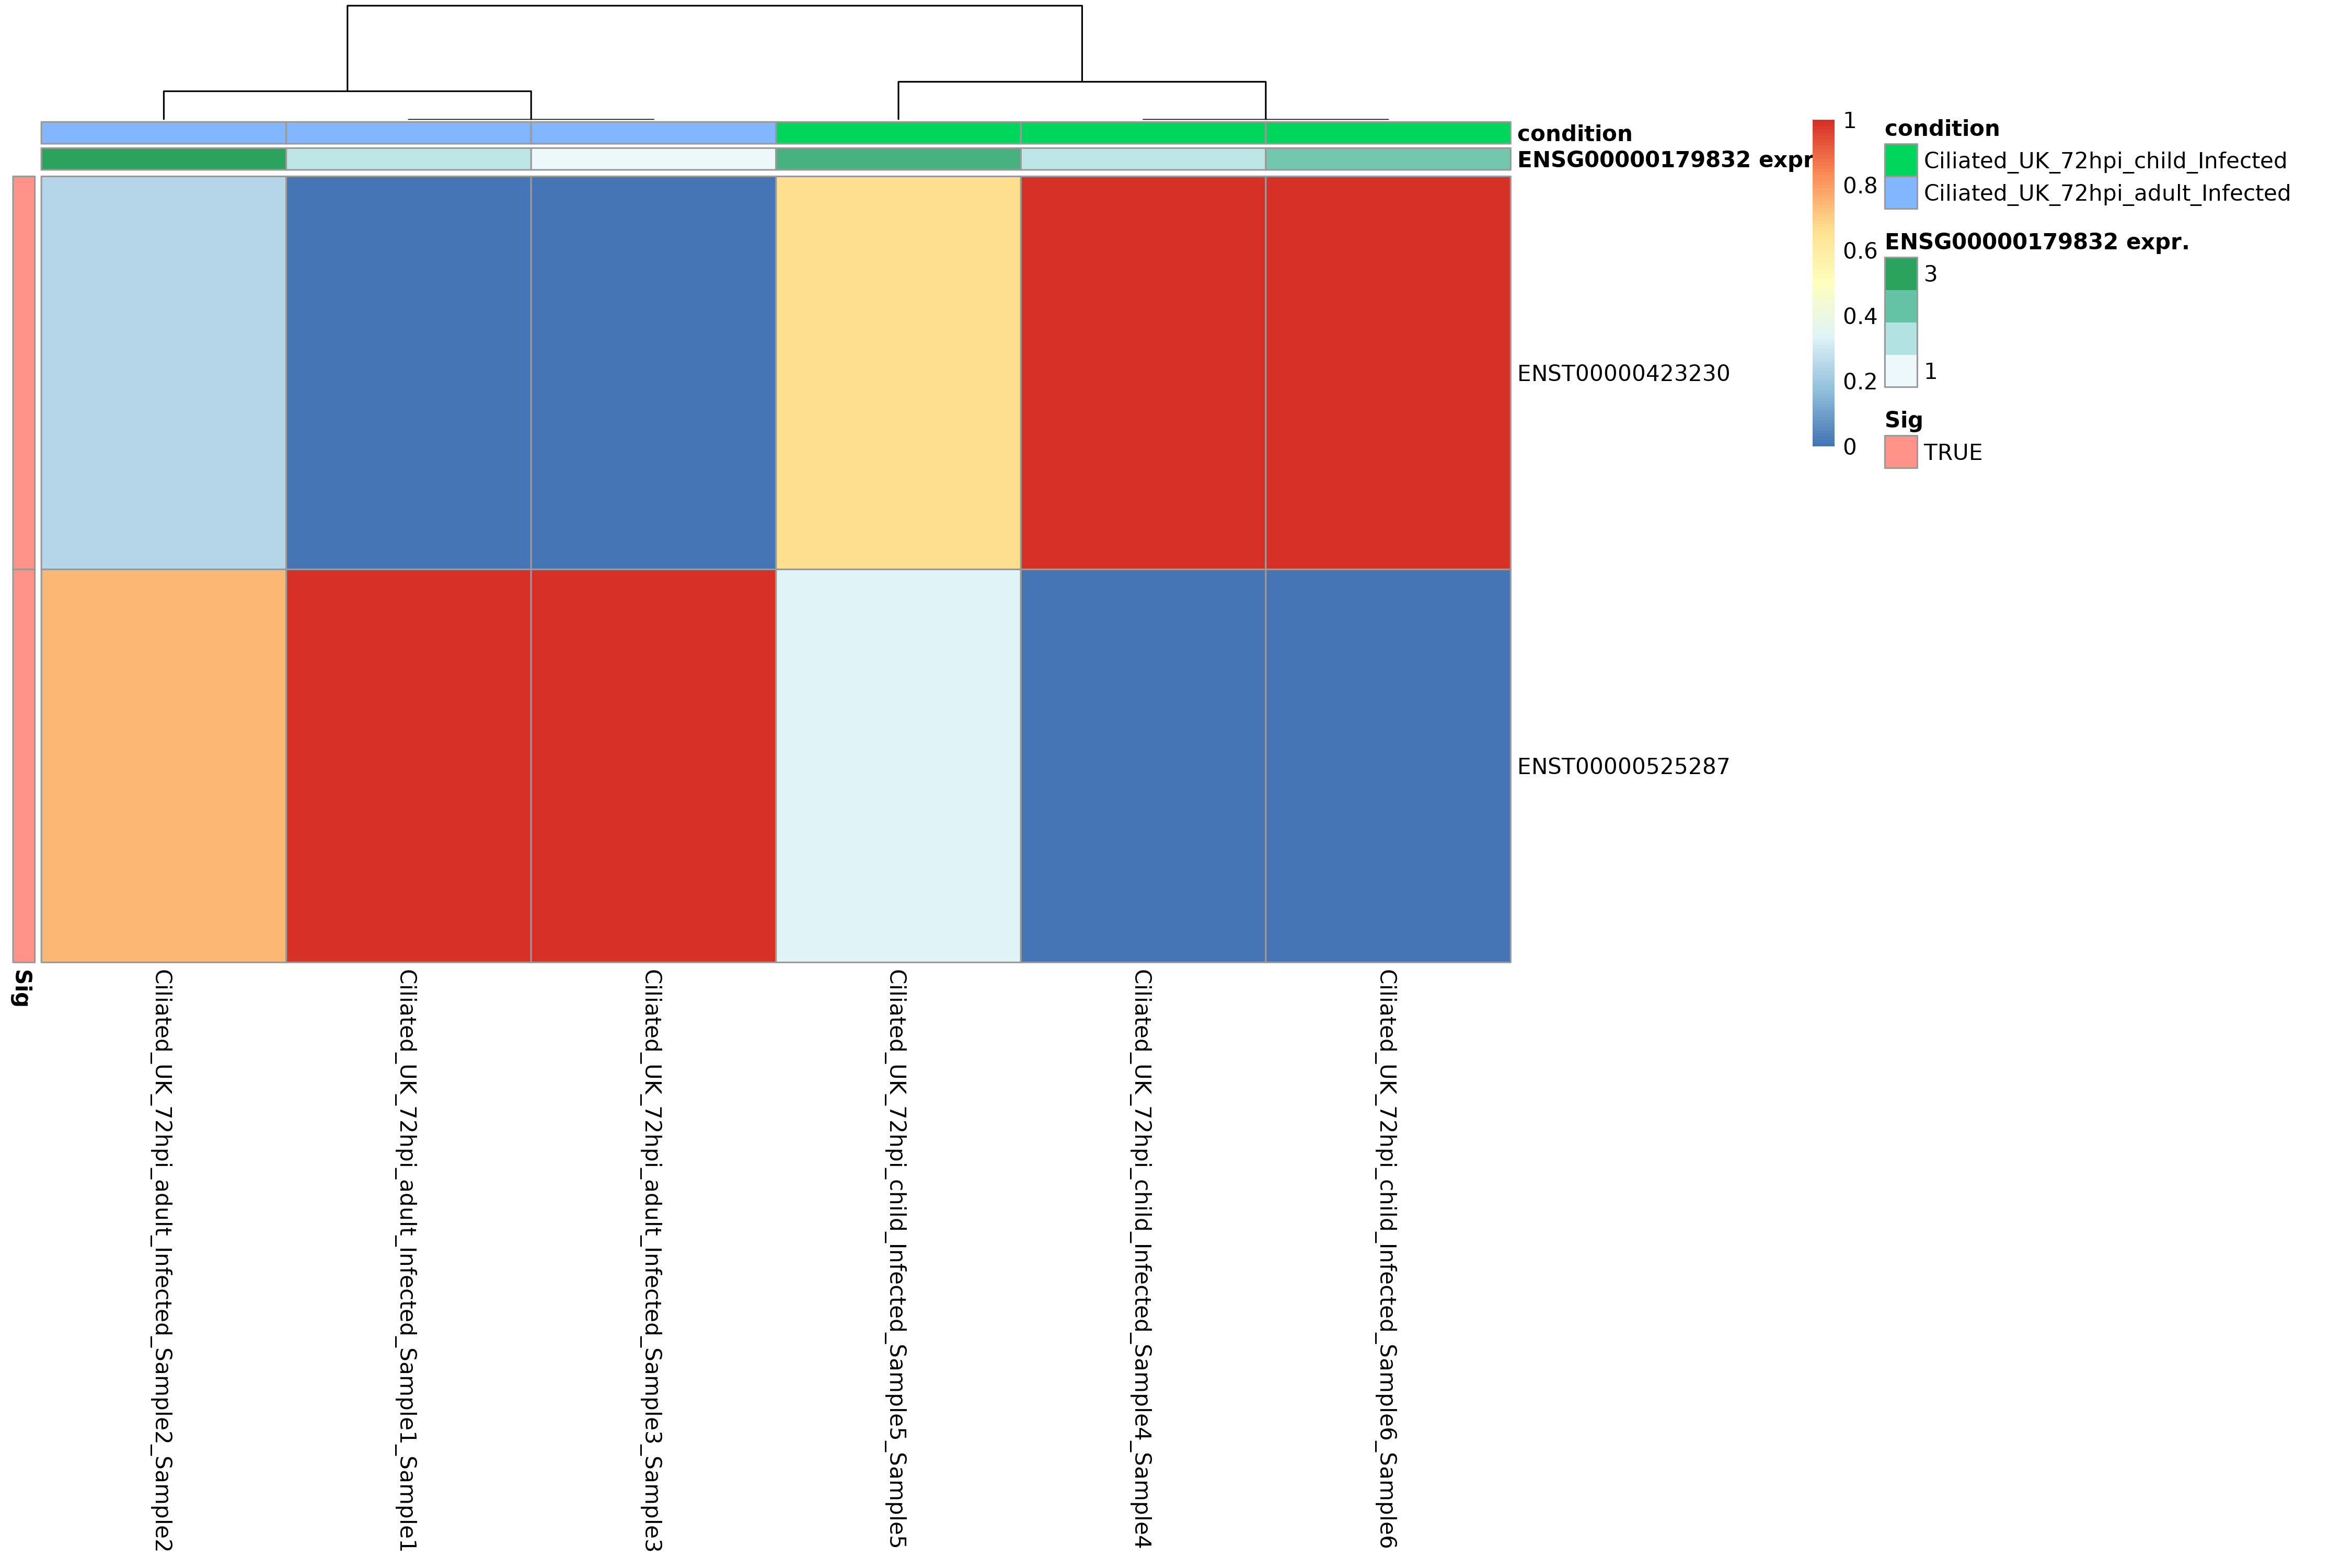 condition
ENSG00000179832 expr
ENST00000423230
ENST00000525287
Sig
Ciliated_UK_72hpi_adult_Infected_Sample2_Sample2
Ciliated_UK_72hpi_adult_Infected_Sample1_Sample1
Ciliated_UK_72hpi_adult_Infected_Sample3_Sample3
Ciliated_UK_72hpi_child_Infected_Sample5_Sample5
Ciliated_UK_72hpi_child_Infected_Sample4_Sample4
Ciliated_UK_72hpi_child_Infected_Sample6_Sample6
1
0.8
0.6
0.4
0.2
0
condition
Ciliated_UK_72hpi_child_Infected
Ciliated_UK_72hpi_adult_Infected
ENSG00000179832 expr.
3
1
Sig
TRUE